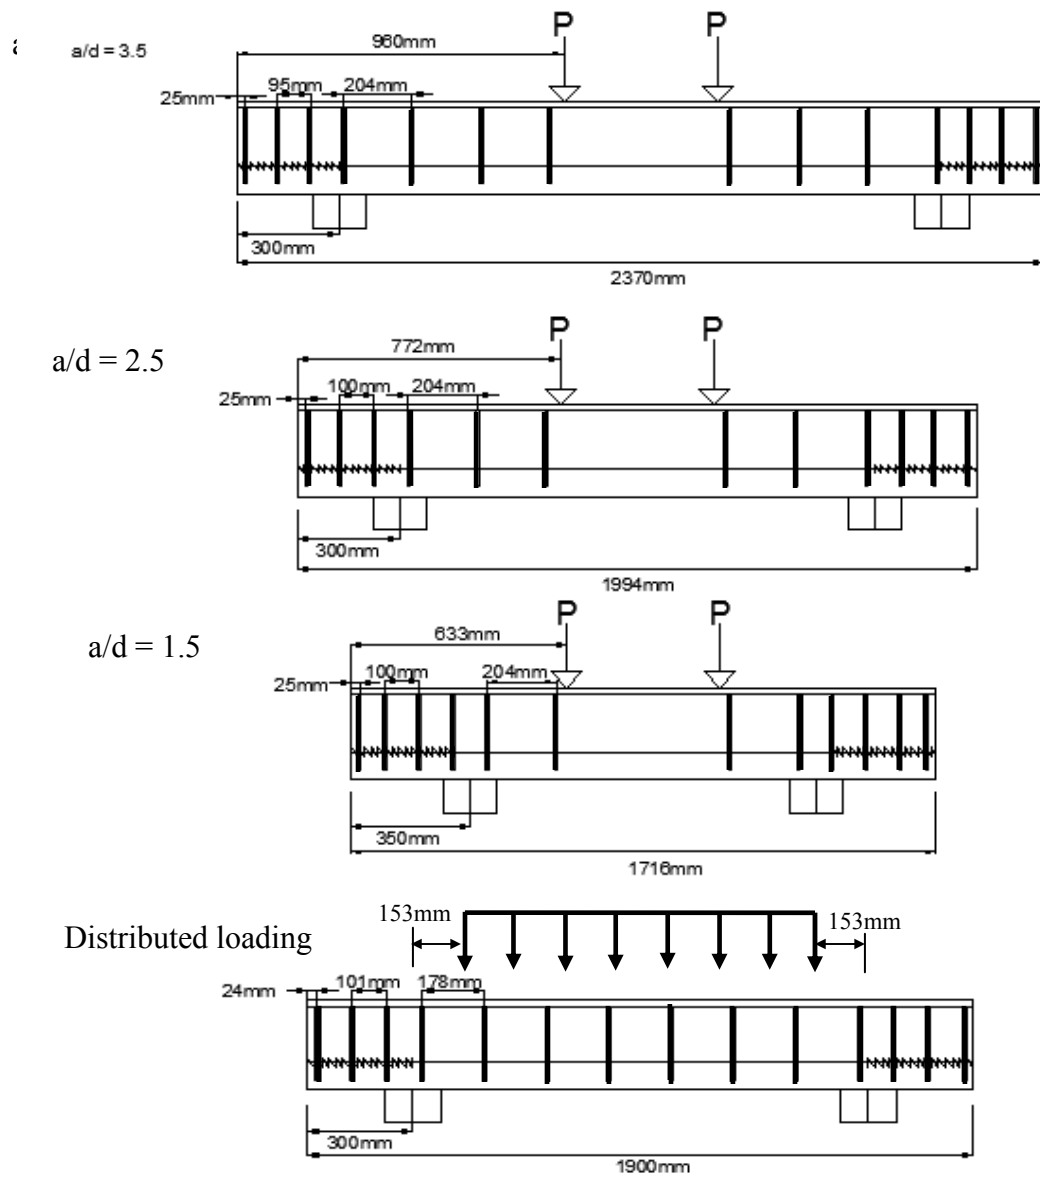 P P
960mm
a/d = 3.5
95mm 204mm
25mm
300mm
2370mm
P P
772mm
a/d = 2.5
100mm 204mm
25mm
300mm
1994mm
P P
633mm
a/d = 1.5
100mm 204mm
25mm
350mm
1716mm
153mm 153mm
Distributed loading
24mm 101mm 178mm
300mm
1900mm